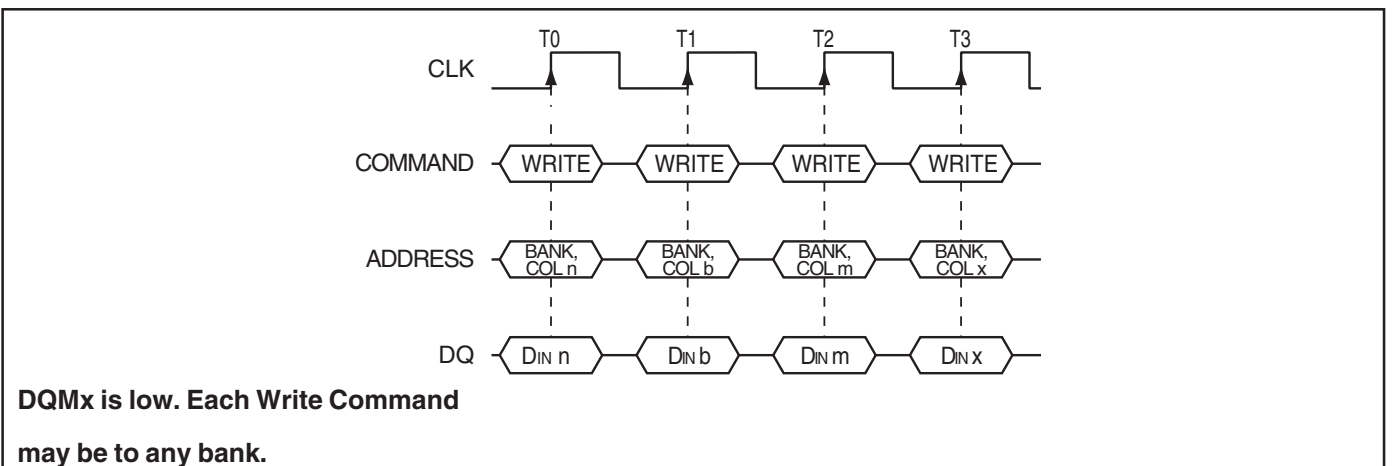 T0 T1 T2 T3
CLK
COMMAND WRITE WRITE WRITE WRITE
ADDRESS BANK, COL n BANK, COL b BANK, COL m BANK, COL x
DQ DIN n DIN b DIN m DIN x
DQMx is low. Each Write Command
may be to any bank.